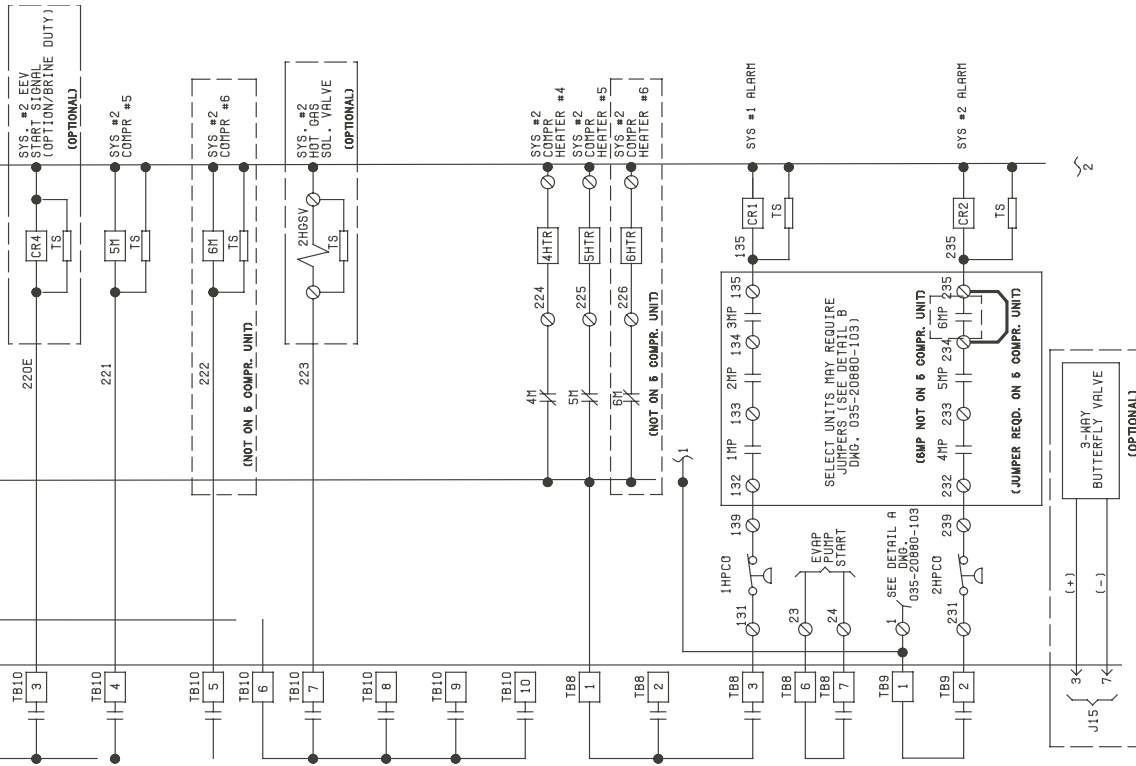 SYS. #2 EEV
START SIGNAL
(OPTION/BRINE DUTY)
(OPTIONAL)
CR4
TS
220E
TB10
3
SYS #2
COMPR #5
5M
TS
221
TB10
4
SYS #2
COMPR #6
6M
TS
222
(NOT ON 5 COMPR. UNIT)
TB10
5
TB10
6
SYS. #2
HOT GAS
SOL. VALVE
(OPTIONAL)
2HGSV
TS
223
TB10
7
TB10
8
TB10
9
TB10
10
SYS #2
COMPR
HEATER #4
4HTR
224
4M
SYS #2
COMPR
HEATER #5
5HTR
225
5M
TB8
1
SYS #2
COMPR
HEATER #6
6HTR
226
6M
(NOT ON 5 COMPR. UNIT)
TB8
2
1
SYS #1 ALARM
CR1
TS
135
135
3MP
134
2MP
133
1MP
132
139
1HPCO
131
TB8
3
SELECT UNITS MAY REQUIRE
JUMPERS (SEE DETAIL B
DWG. 035-20880-103)
EVAP
PUMP
START
23
24
TB8
6
TB8
7
SEE DETAIL A
DWG.
035-20880-103
1
TB9
1
SYS #2 ALARM
CR2
TS
235
235
6MP
234
5MP
233
4MP
232
(6MP NOT ON 5 COMPR. UNIT)
(JUMPER REQD. ON 5 COMPR. UNIT)
239
2HPCO
231
TB9
2
2
3-WAY
BUTTERFLY VALVE
(OPTIONAL)
(+)
(-)
3
7
J15